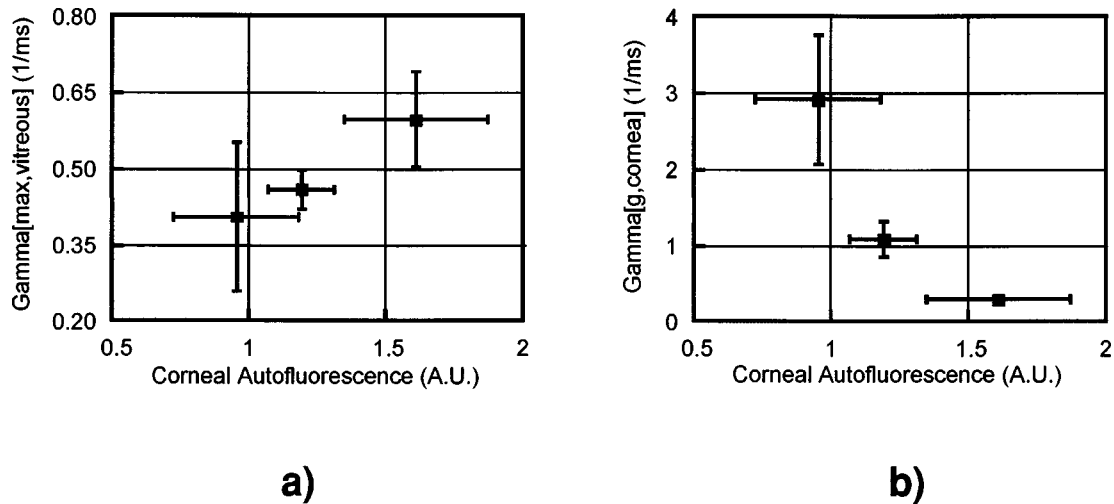 Gamma[max,vitreous] (1/ms)
0.80
0.65
0.50
0.35
0.20
0.5 1 1.5 2
Corneal Autofluorescence (A.U.)
a)
Gamma[g,cornea] (1/ms)
4
3
2
1
0
0.5 1 1.5 2
Corneal Autofluorescence (A.U.)
b)